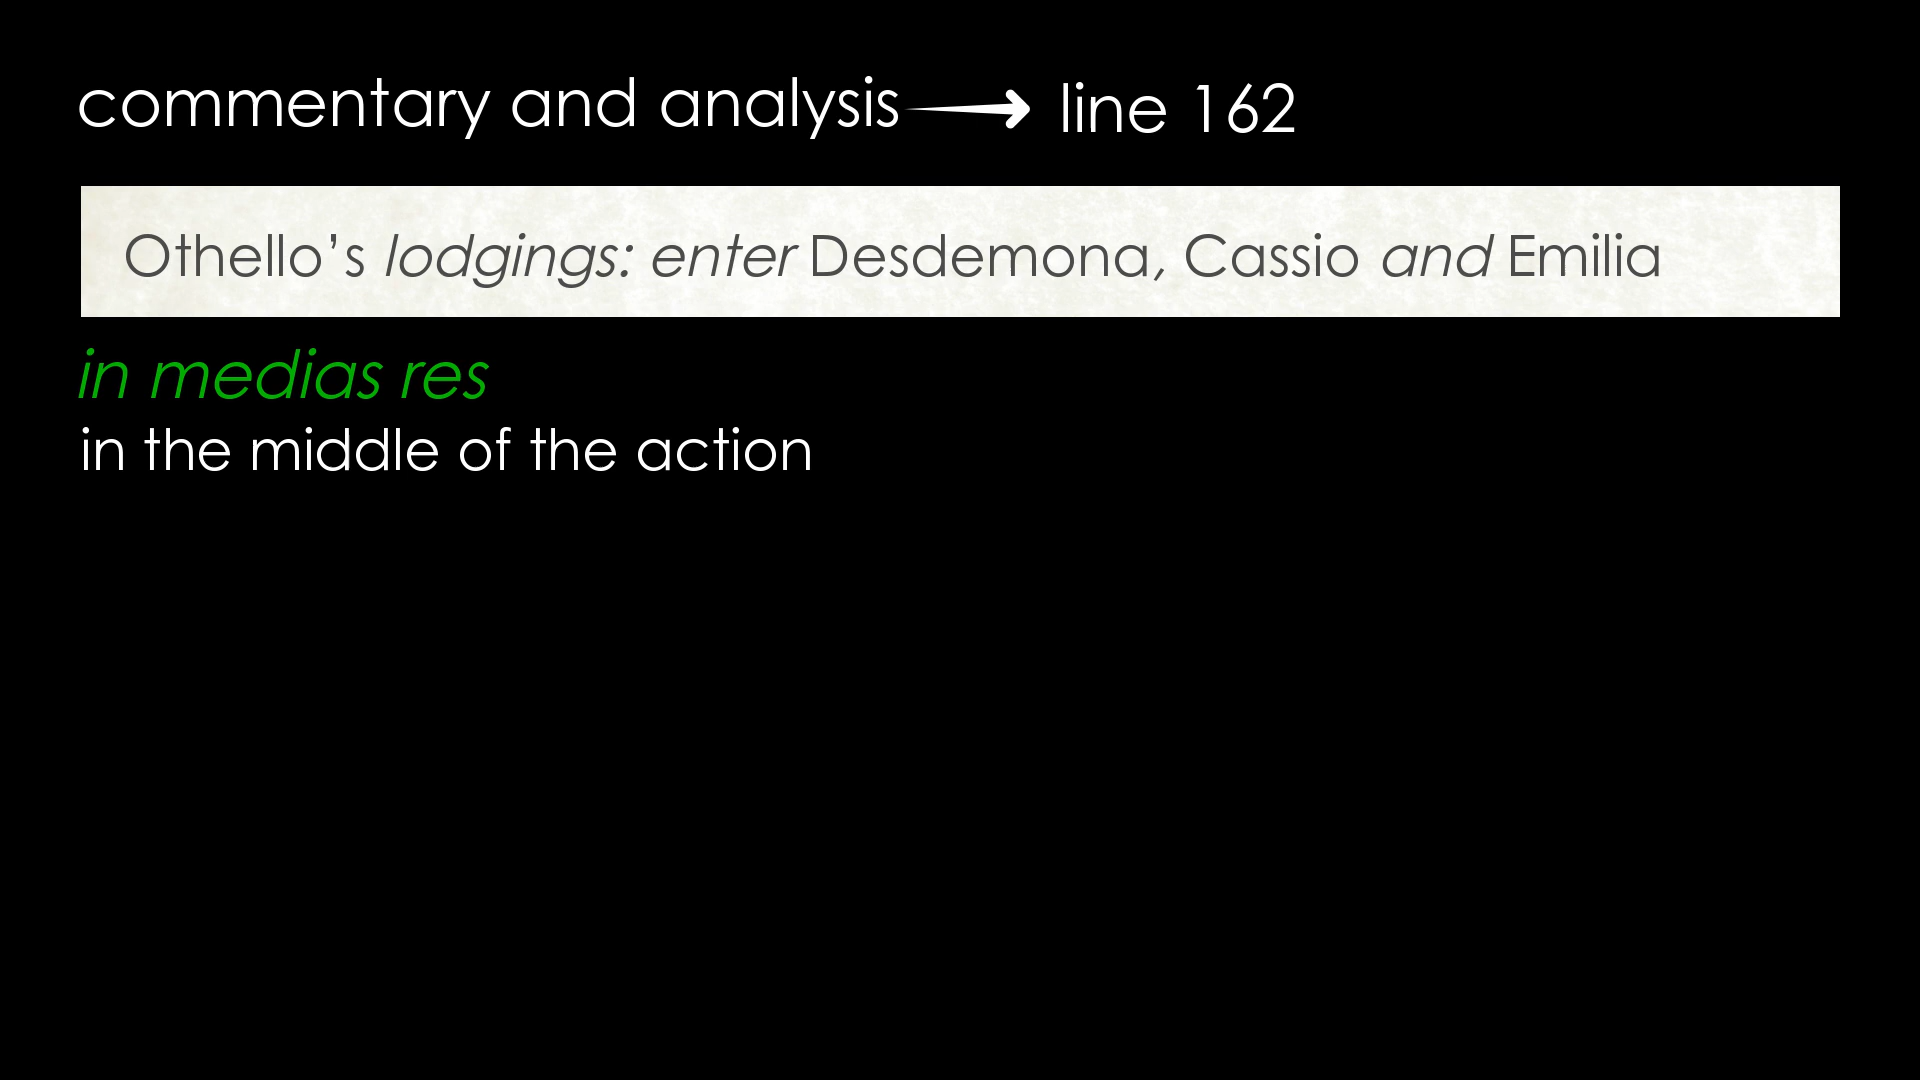 commentary and analysis → line 162
Othello’s lodgings: enter Desdemona, Cassio and Emilia
in medias res
in the middle of the action